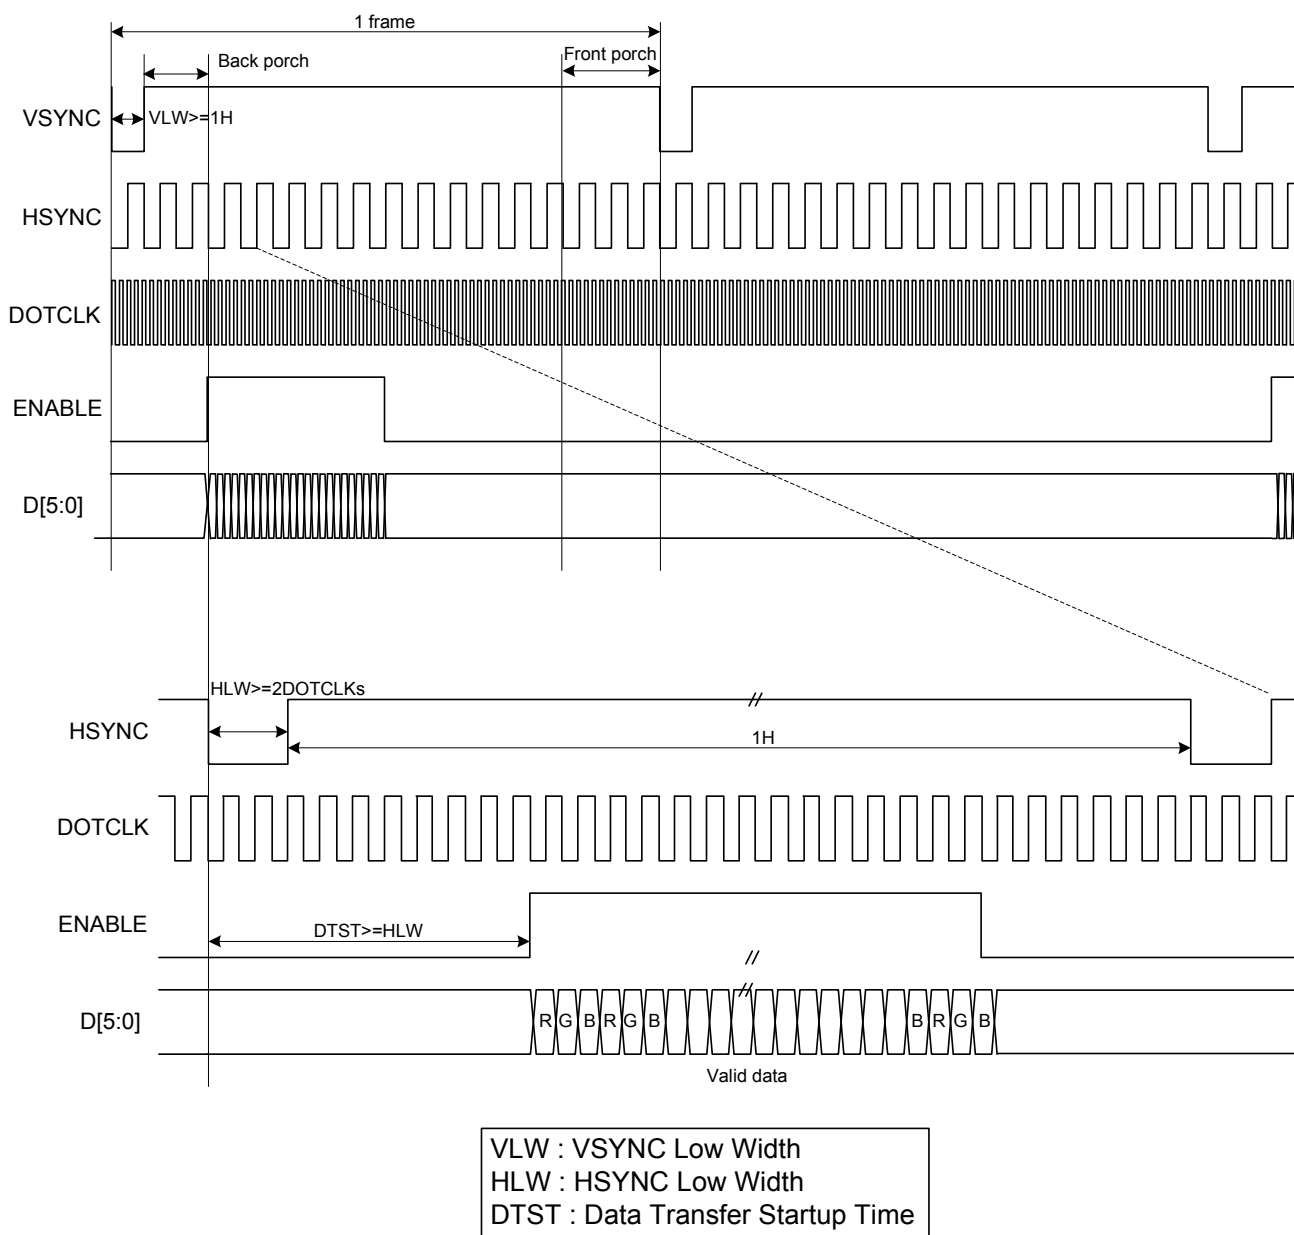 1 frame
Back porch
Front porch
VSYNC
VLW>=1H
HSYNC
DOTCLK
ENABLE
D[5:0]
HLW>=2DOTCLKs
HSYNC
//
1H
DOTCLK
ENABLE
DTST>=HLW
//
D[5:0]
//
R G B R G B B R G B
Valid data
VLW : VSYNC Low Width
HLW : HSYNC Low Width
DTST : Data Transfer Startup Time